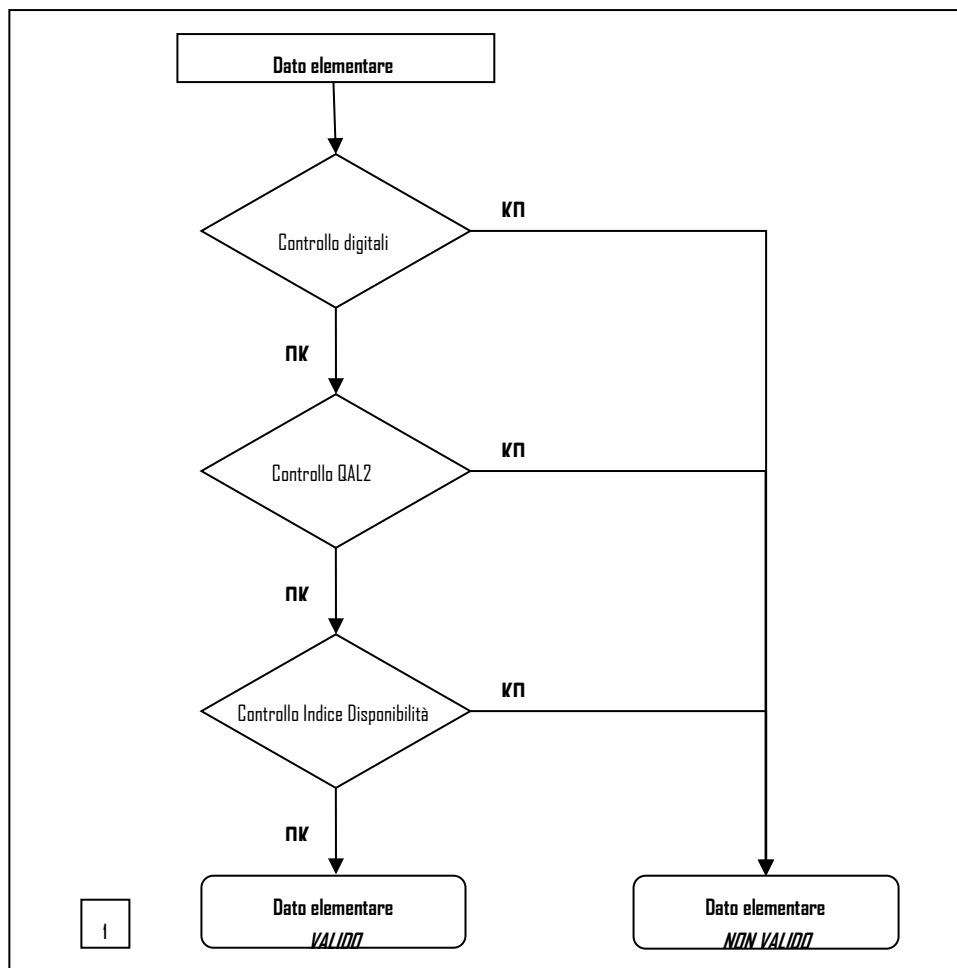 Dato elementare
Controllo digitali
KO
OK
Controllo QAL2
KO
OK
Controllo Indice Disponibilità
KO
OK
Dato elementare
VALIDO
Dato elementare
NON VALIDO
1